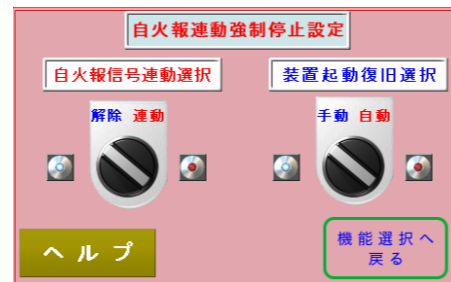 自火報連動強制停止設定
自火報信号連動選択
装置起動復旧選択
解除 連動
手動 自動
ヘルプ
機能選択へ
戻る